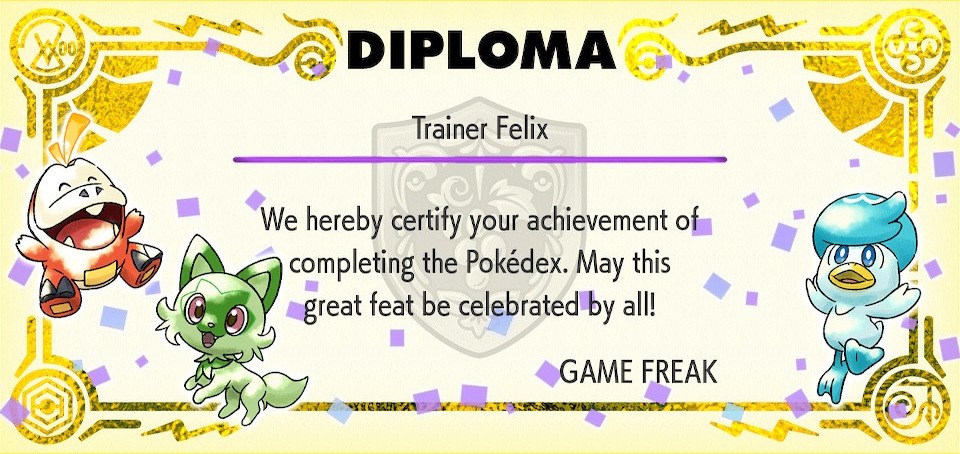 DIPLOMA
Trainer Felix
We hereby certify your achievement of
completing the Pokédex. May this
great feat be celebrated by all!
GAME FREAK